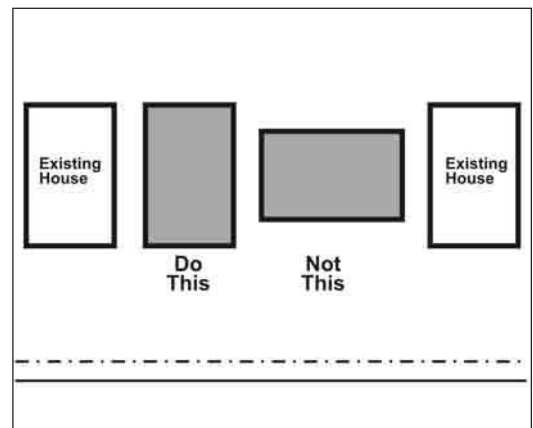 Existing
House
Existing
House
Do
This
Not
This